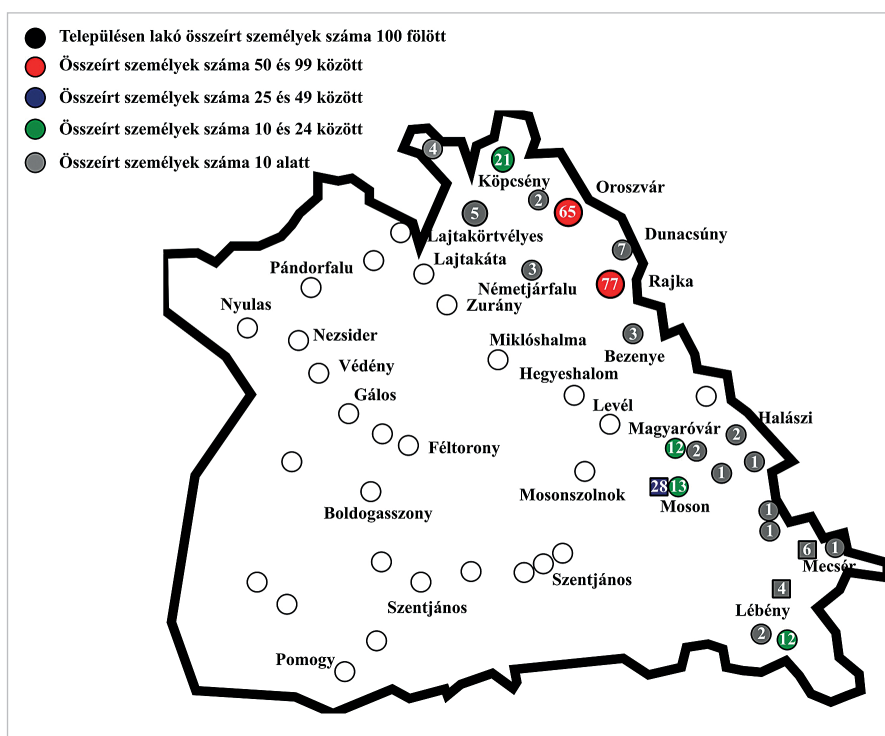 Településen lakó összeírt személyek száma 100 fölött
Összeírt személyek száma 50 és 99 között
Összeírt személyek száma 25 és 49 között
Összeírt személyek száma 10 és 24 között
Összeírt személyek száma 10 alatt
4
21
Köpcsény
2
65
Oroszvár
5
Lajtakörtvélyes
7
Dunacsúny
Pándorfalu
Lajtakáta
3
Németjárfalu
77
Rajka
Nyulas
Zurány
Nezsider
Miklóshalma
3
Bezenye
Védény
Hegyeshalom
Gálos
Levél
Halászi
Magyaróvár
2
Féltorony
12
2
1
1
Mosonszolnok
28
13
Boldogasszony
Moson
1
1
6
1
Mecsér
Szentjános
4
Szentjános
Lébény
2
12
Pomogy